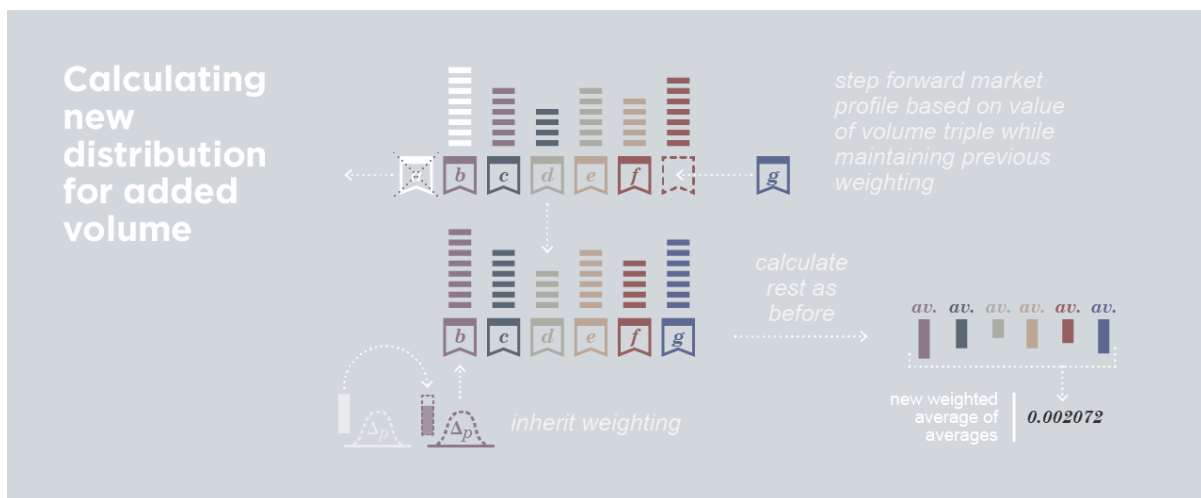 Calculating
new
distribution
for added
volume
step forward market
profile based on value
of volume triple while
maintaining previous
weighting
a b c d e f g
calculate
rest as
before
b c d e f g
av. av. av. av. av. av.
Δp Δp
inherit weighting
new weighted
average of
averages
0.002072